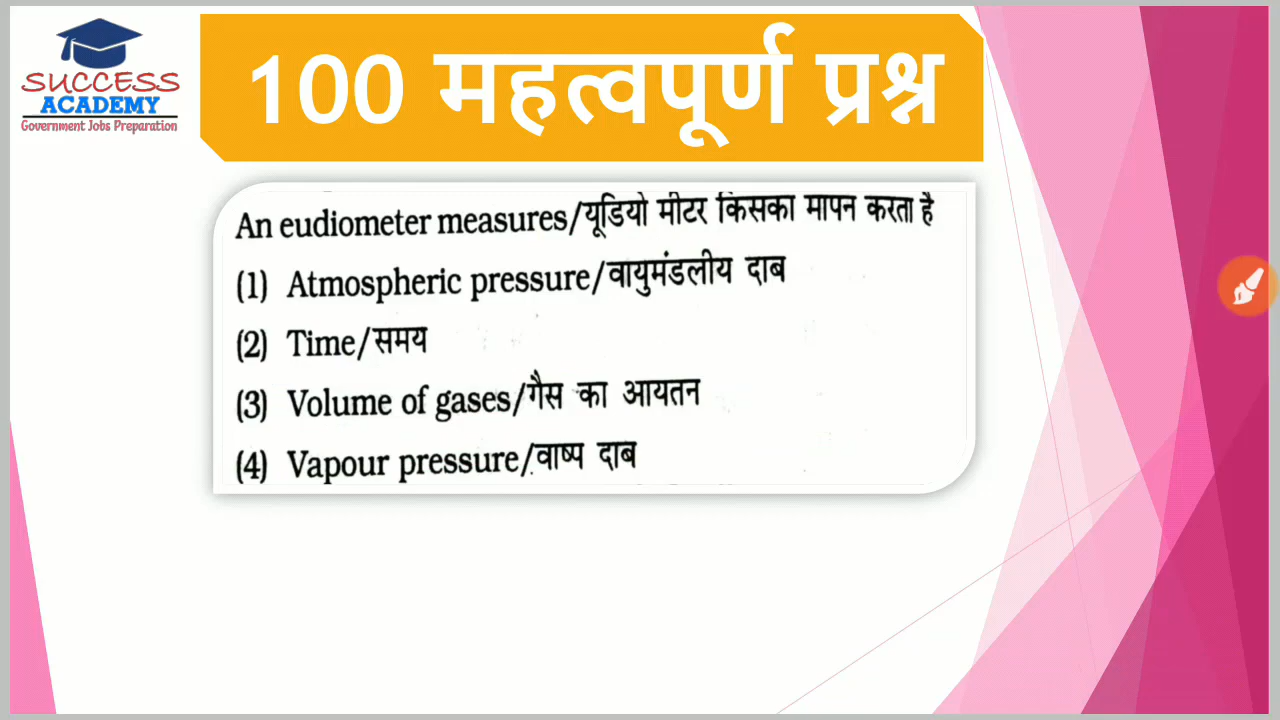 SUCCESS
ACADEMY
Government Jobs Preparation
100 महत्वपूर्ण प्रश्न
An eudiometer measures/यूडियो मीटर किसका मापन करता है
(1) Atmospheric pressure/वायुमंडलीय दाब
(2) Time/समय
(3) Volume of gases/गैस का आयतन
(4) Vapour pressure/वाष्प दाब